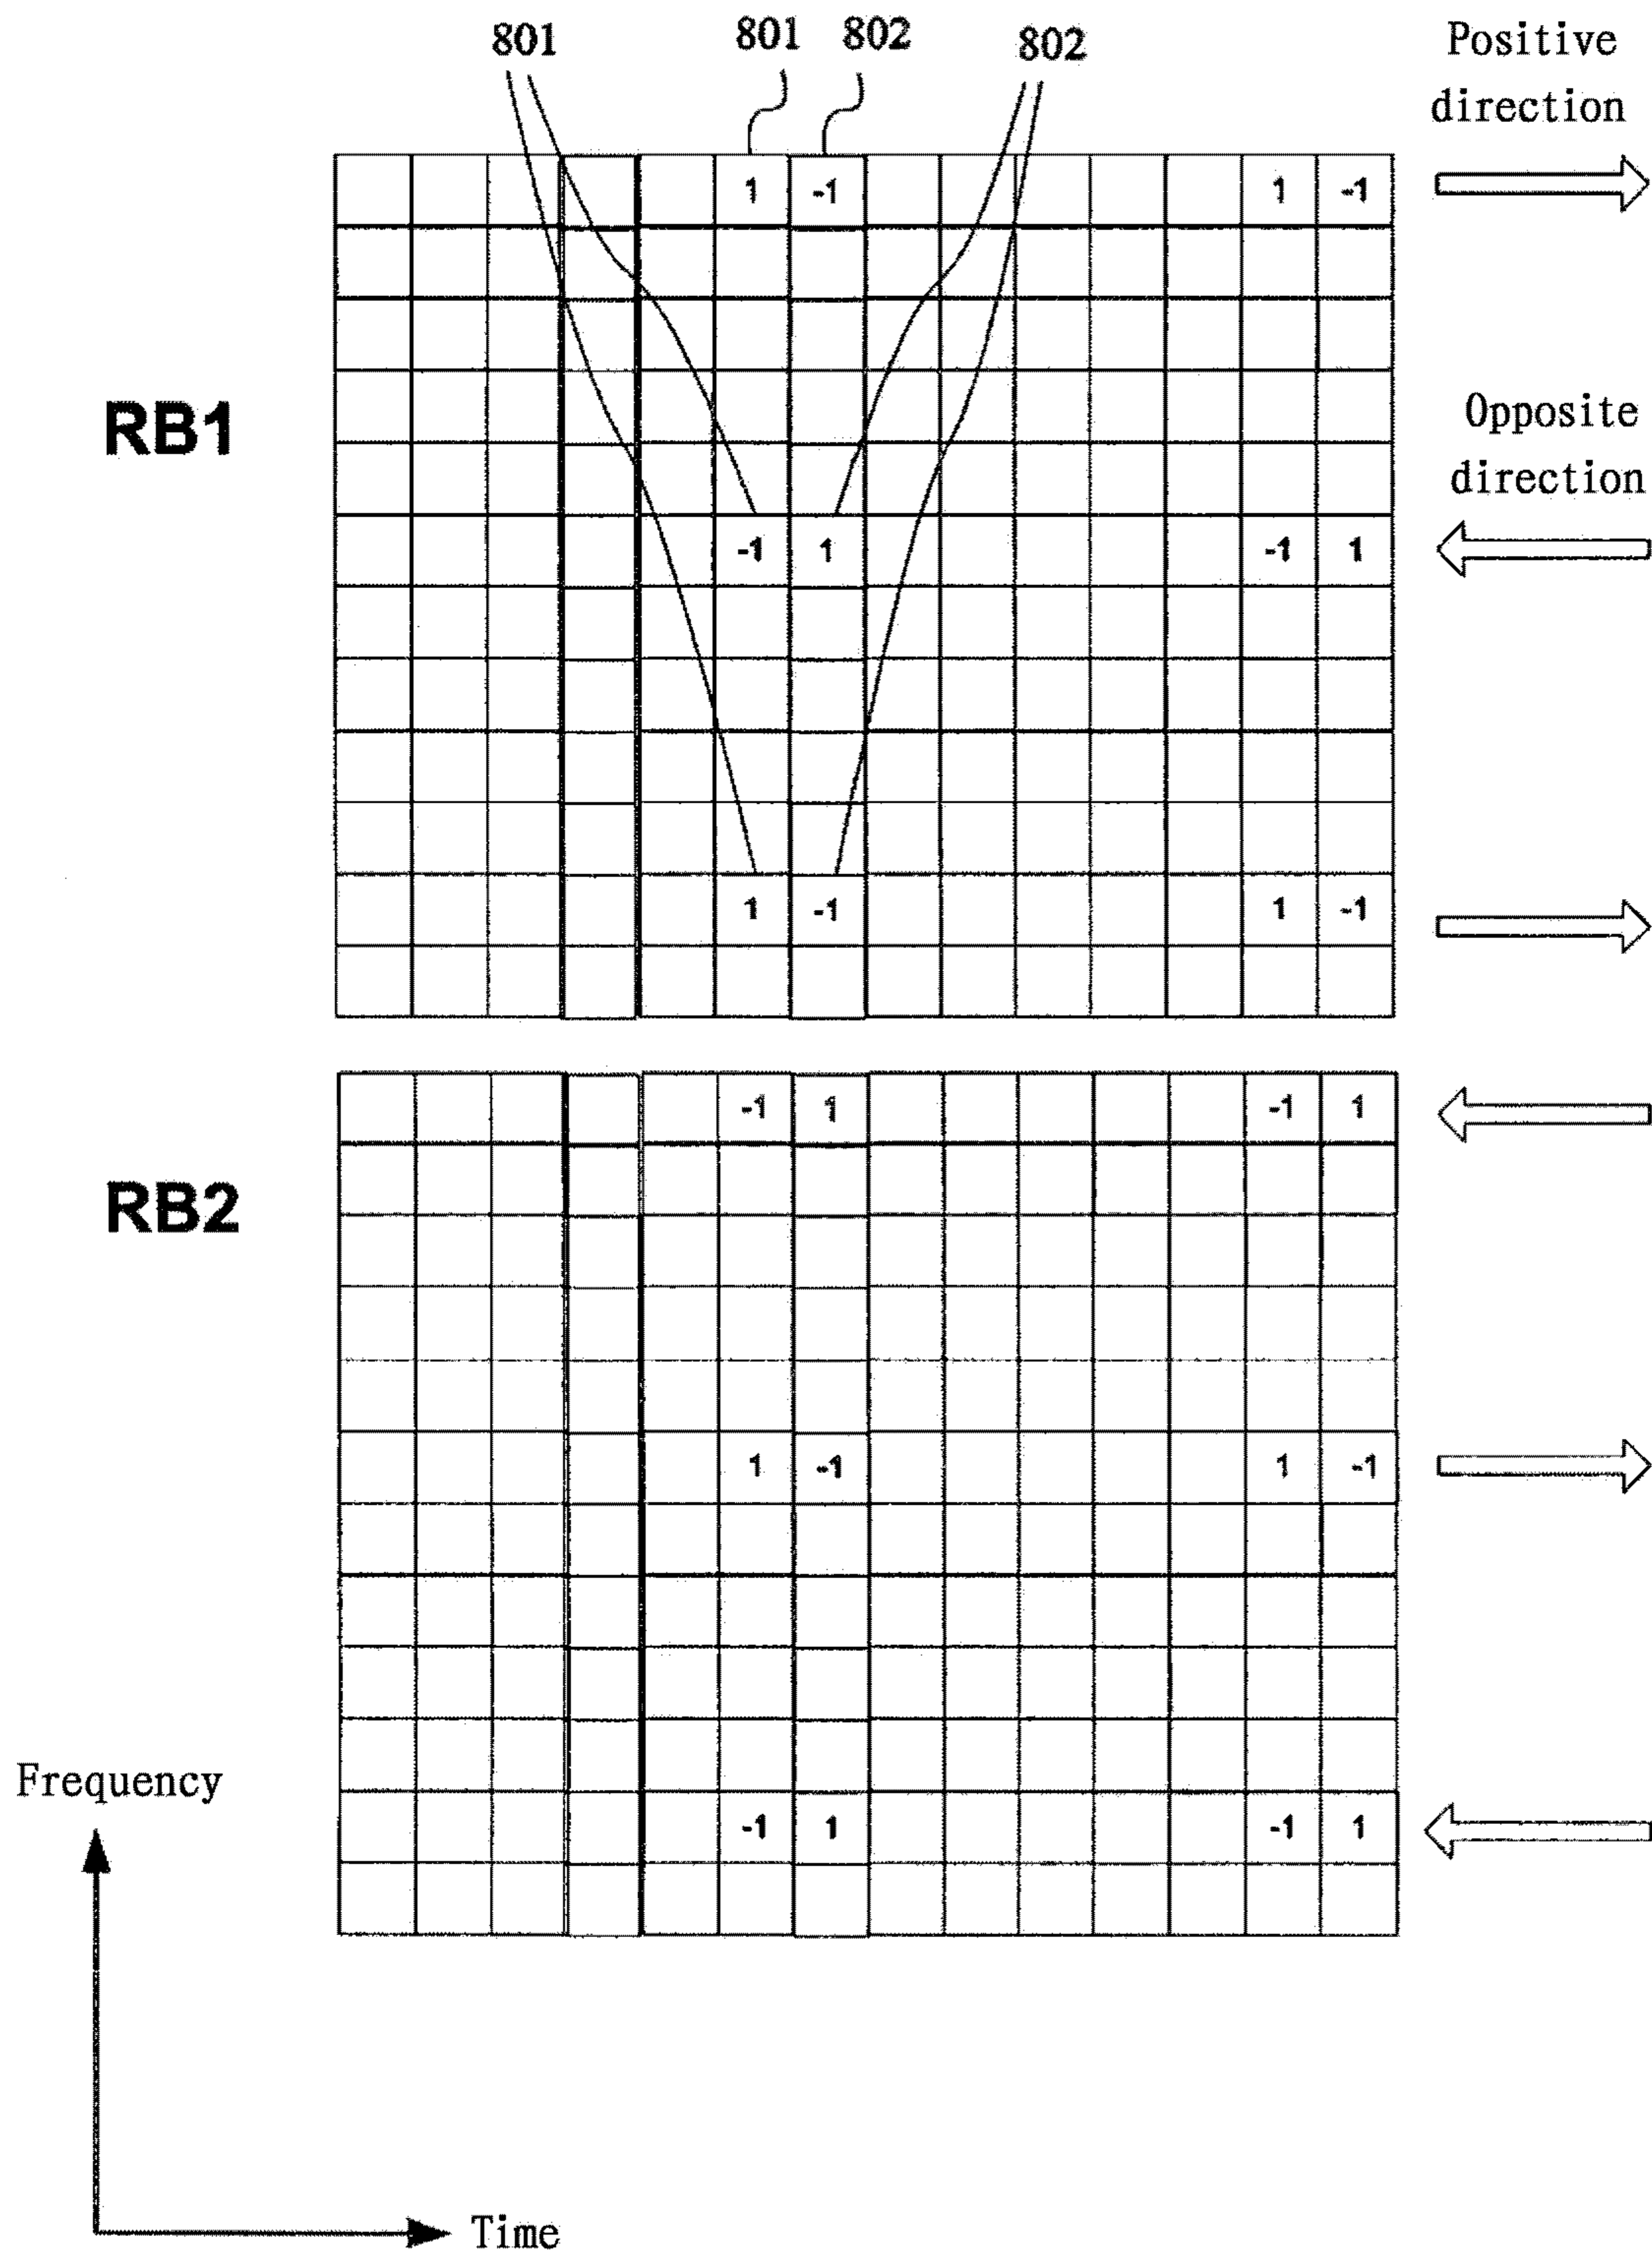 801 801 802 802
Positive
direction
1 -1 1 -1
RB1
Opposite
direction
-1 1 -1 1
1 -1 1 -1
-1 1 -1 1
RB2
1 -1 1 -1
Frequency
-1 1 -1 1
Time